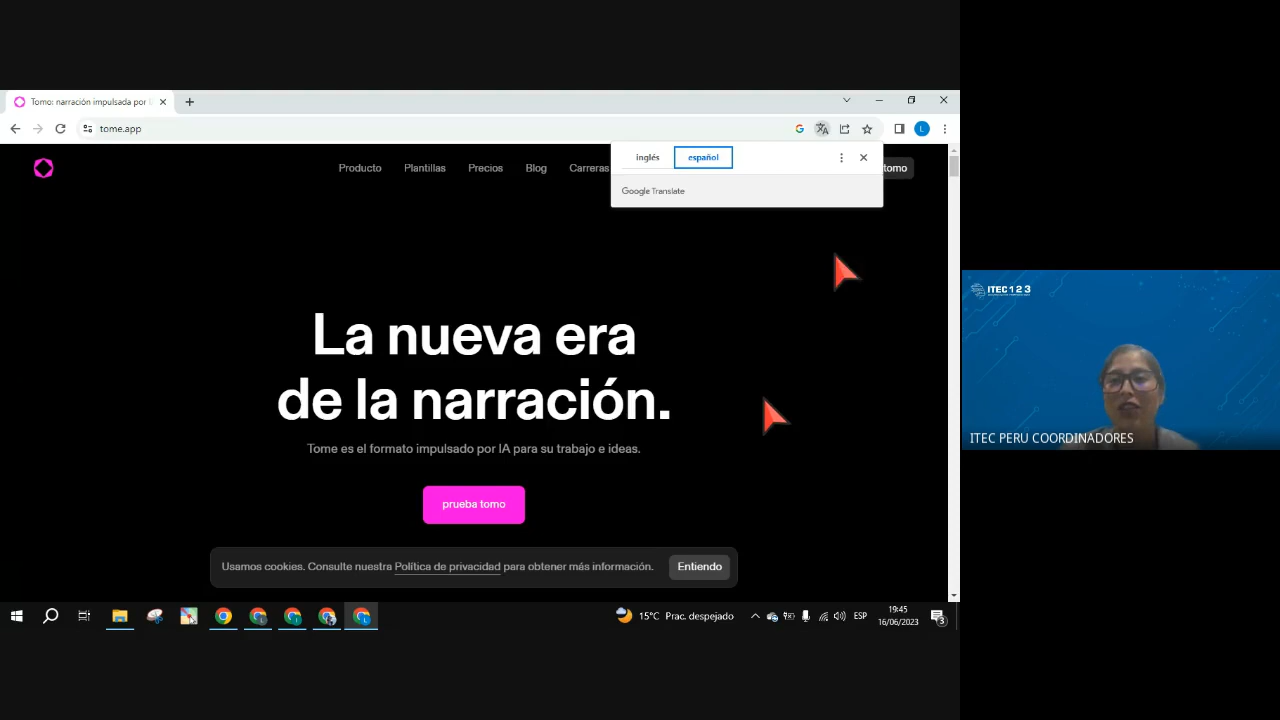 Tomo: narración impulsada por l
tome.app
Producto
Plantillas
Precios
Blog
Carreras
inglés
español
tomo
Google Translate
La nueva era
de la narración.
Tome es el formato impulsado por IA para su trabajo e ideas.
prueba tomo
Usamos cookies. Consulte nuestra Política de privacidad para obtener más información.
Entiendo
15°C Prac. despejado
ESP
19:45
16/06/2023
3
ITEC 1 2 3
ITEC PERU COORDINADORES